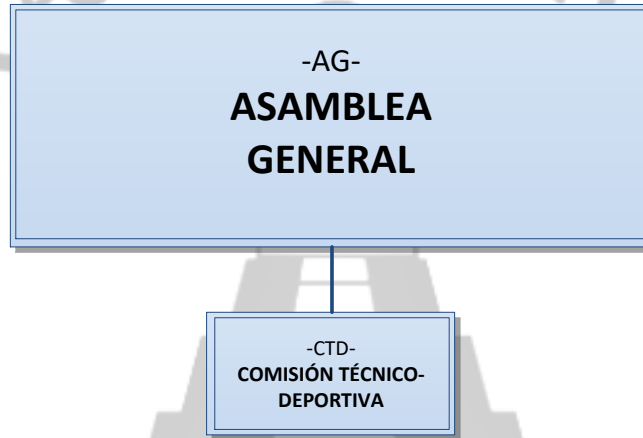 -AG-
ASAMBLEA
GENERAL
-CTD-
COMISIÓN TÉCNICO-
DEPORTIVA